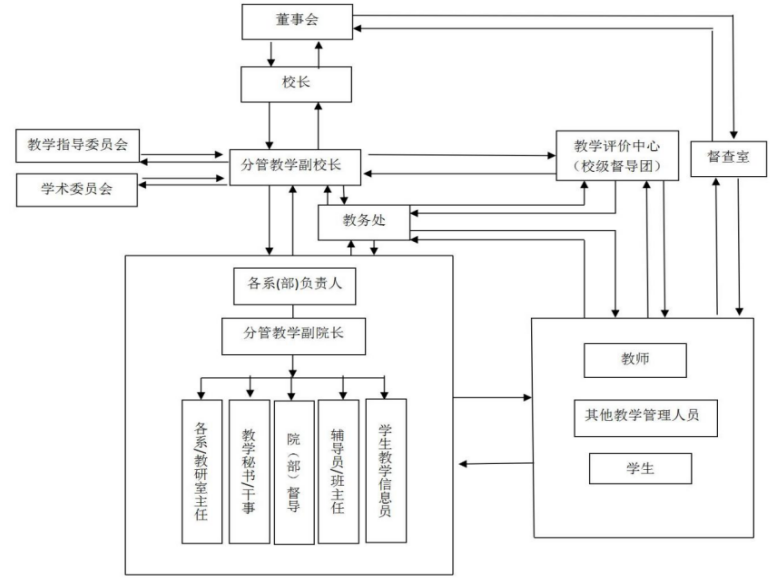 董事会
校长
教学指导委员会
分管教学副校长
教学评价中心
（校级督导团）
督查室
学术委员会
教务处
各系(部)负责人
分管教学副院长
各系/教研室主任
教学秘书/干事
院（部）督导
辅导员/班主任
学生教学信息员
教师
其他教学管理人员
学生